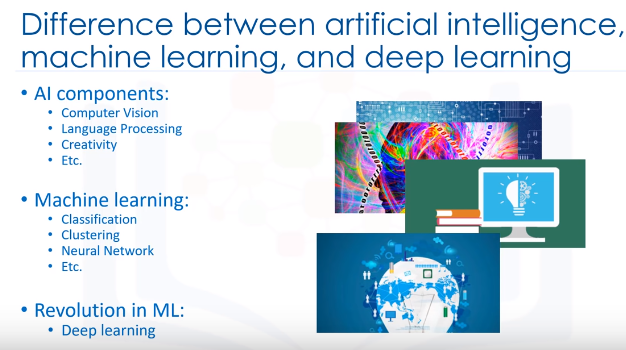 Difference between artificial intelligence,
machine learning, and deep learning
• AI components:
• Computer Vision
• Language Processing
• Creativity
• Etc.
• Machine learning:
• Classification
• Clustering
• Neural Network
• Etc.
• Revolution in ML:
• Deep learning